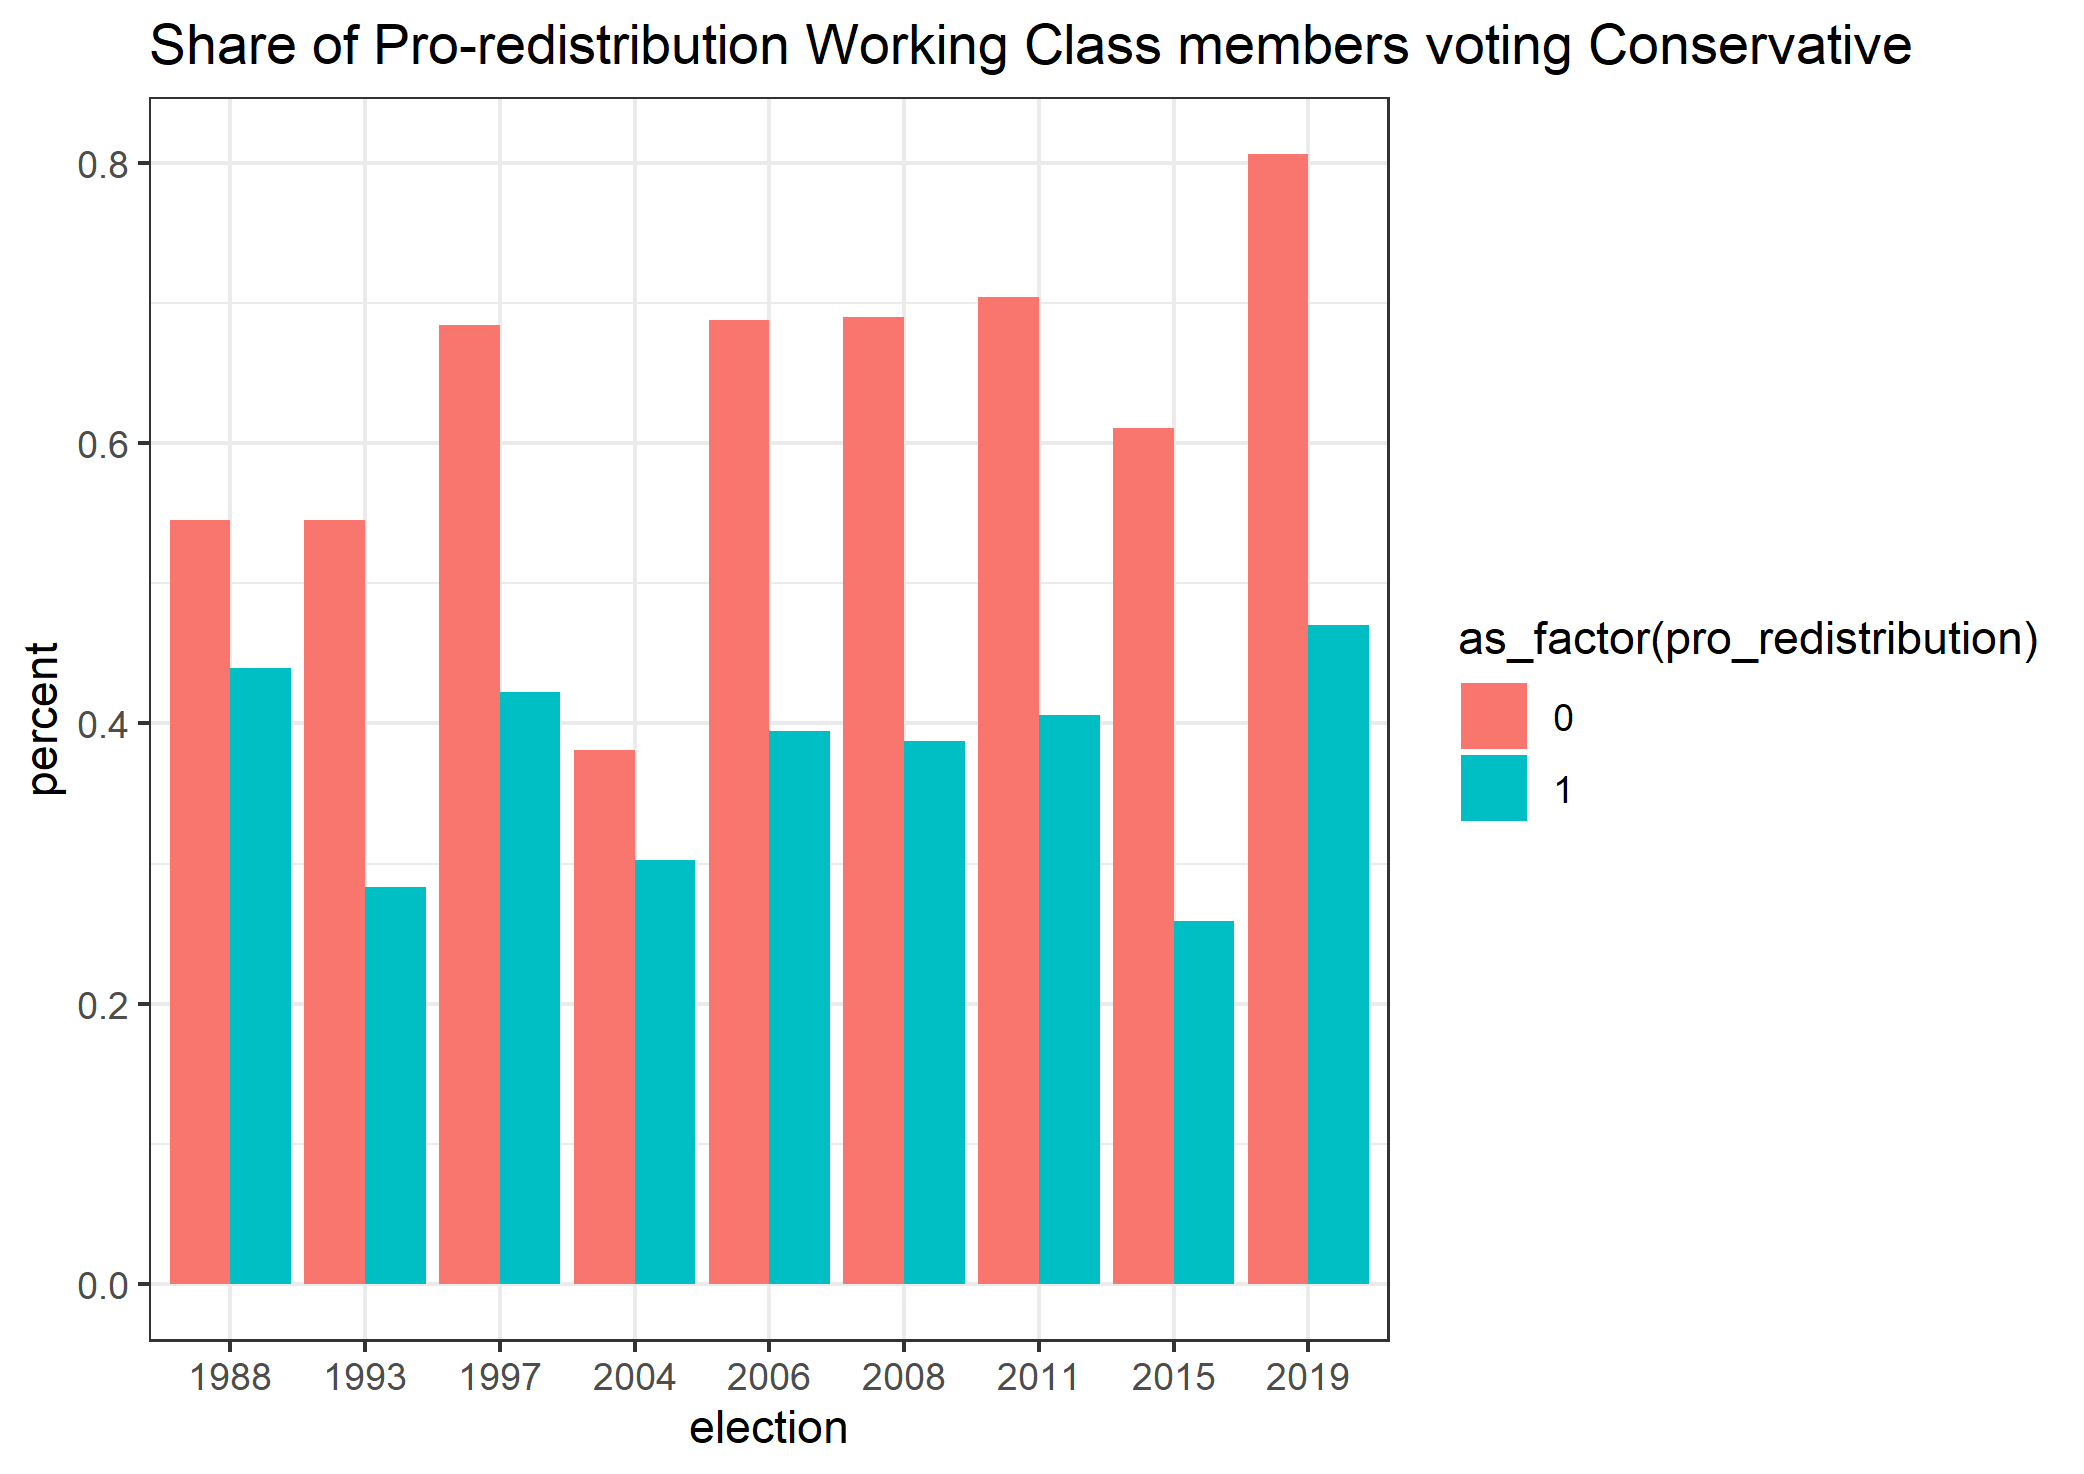 Share of Pro-redistribution Working Class members voting Conservative
percent
0.8
0.6
0.4
0.2
0.0
1988 1993 1997 2004 2006 2008 2011 2015 2019
election
as_factor(pro_redistribution)
0
1